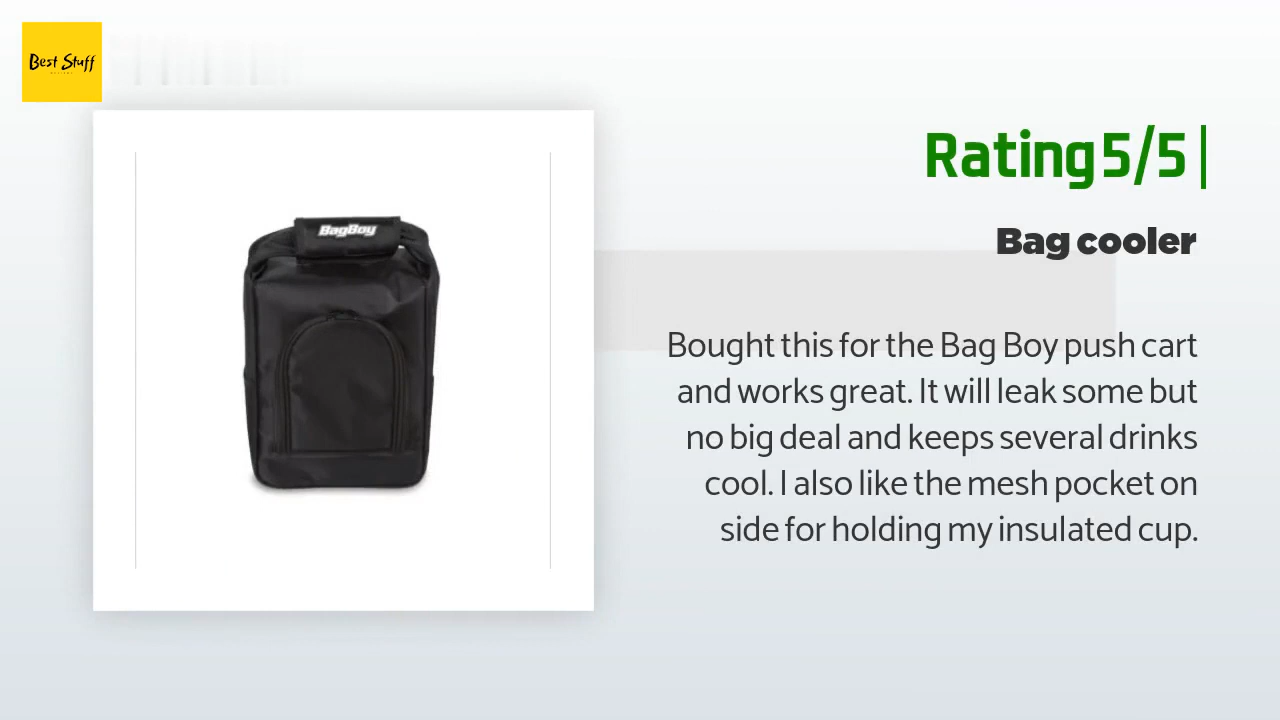 Best Stuff
BagBoy
Rating 5/5 |
Bag cooler
Bought this for the Bag Boy push cart
and works great. It will leak some but
no big deal and keeps several drinks
cool. I also like the mesh pocket on
side for holding my insulated cup.